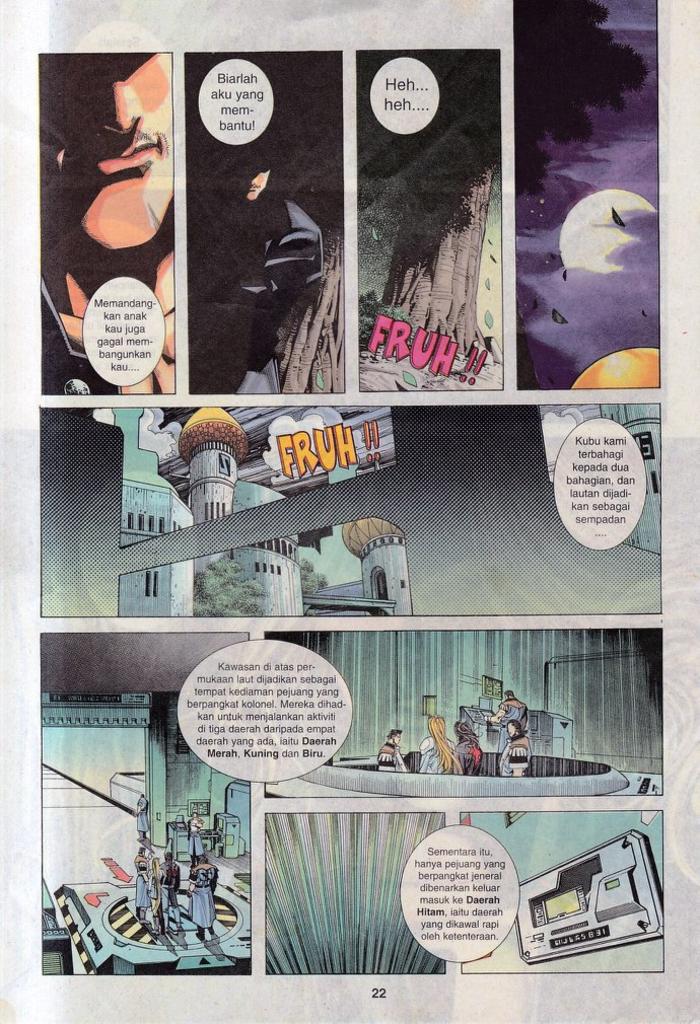 Memandang-
kan anak
kau juga
gagal mem-
bangunkan
kau....
Biarlah
aku yang
mem-
bantu!
Heh...
heh....
FRUH!!
FRUH!!
Kubu kami
terbahagi
kepada dua
bahagian, dan
lautan dijadi-
kan sebagai
sempadan
....
Kawasan di atas per-
mukaan laut dijadikan sebagai
tempat kediaman pejuang yang
berpangkat kolonel. Mereka dihad-
kan untuk menjalankan aktiviti
di tiga daerah daripada empat
daerah yang ada, iaitu Daerah
Merah, Kuning dan Biru.
Sementara itu,
hanya pejuang yang
berpangkat jeneral
dibenarkan keluar
masuk ke Daerah
Hitam, iaitu daerah
yang dikawal rapi
oleh ketenteraan.
22